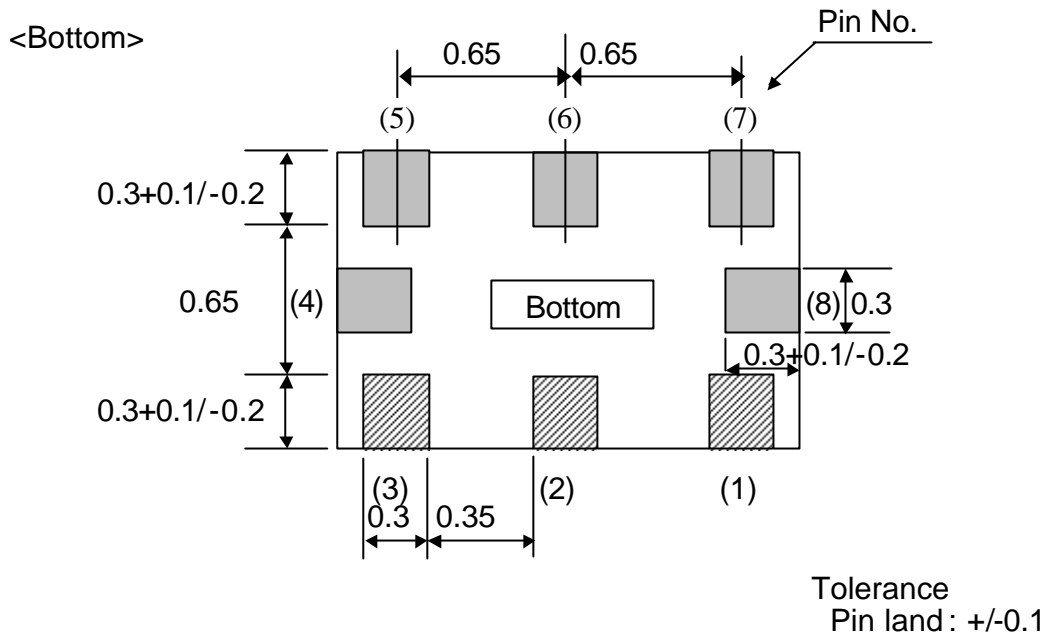 <Bottom>
Pin No.
0.65 0.65
(5) (6) (7)
0.3+0.1/-0.2
0.65 (4) Bottom (8) 0.3
0.3+0.1/-0.2
0.3+0.1/-0.2
(3) (2) (1)
0.3 0.35
Tolerance
Pin land : +/-0.1